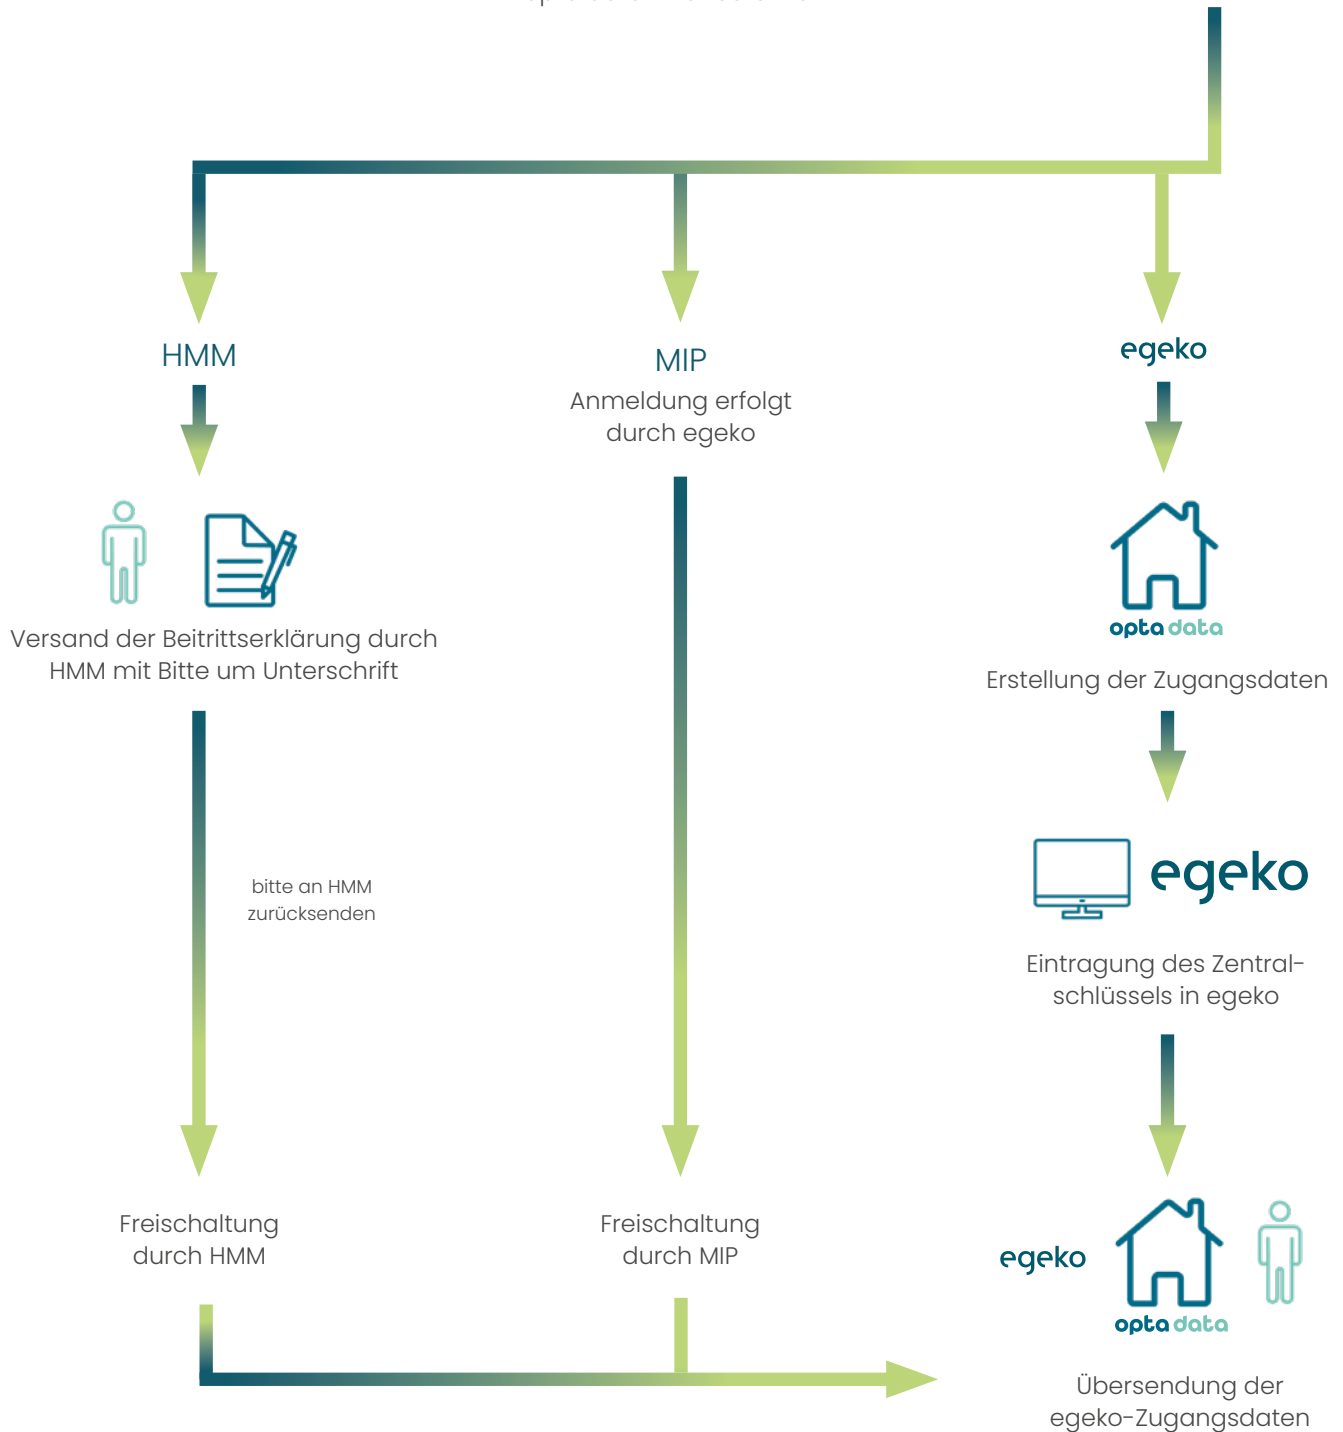 HMM
MIP
Anmeldung erfolgt
durch egeko
egeko
Versand der Beitrittserklärung durch
HMM mit Bitte um Unterschrift
opta data
Erstellung der Zugangsdaten
bitte an HMM
zurücksenden
egeko
Eintragung des Zentral-
schlüssels in egeko
Freischaltung
durch HMM
Freischaltung
durch MIP
egeko
opta data
Übersendung der
egeko-Zugangsdaten